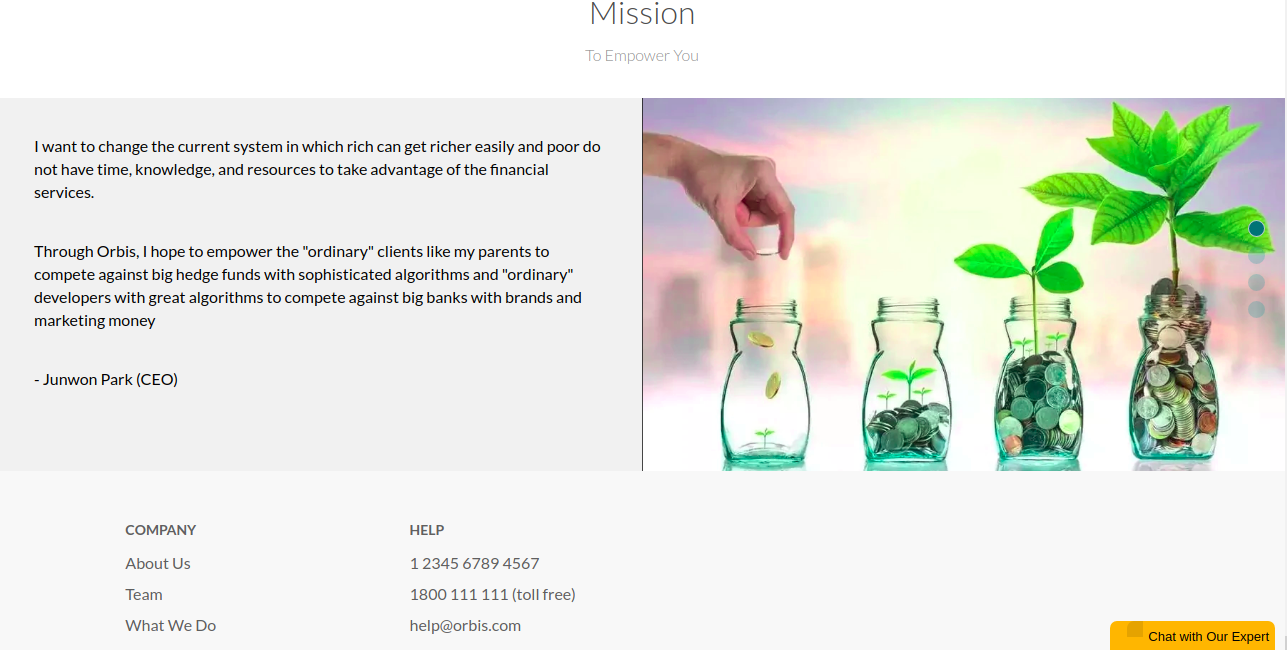 Mission
To Empower You
I want to change the current system in which rich can get richer easily and poor do
not have time, knowledge, and resources to take advantage of the financial
services.
Through Orbis, I hope to empower the "ordinary" clients like my parents to
compete against big hedge funds with sophisticated algorithms and "ordinary"
developers with great algorithms to compete against big banks with brands and
marketing money
- Junwon Park (CEO)
COMPANY
About Us
Team
What We Do
HELP
1 2345 6789 4567
1800 111 111 (toll free)
help@orbis.com
Chat with Our Expert